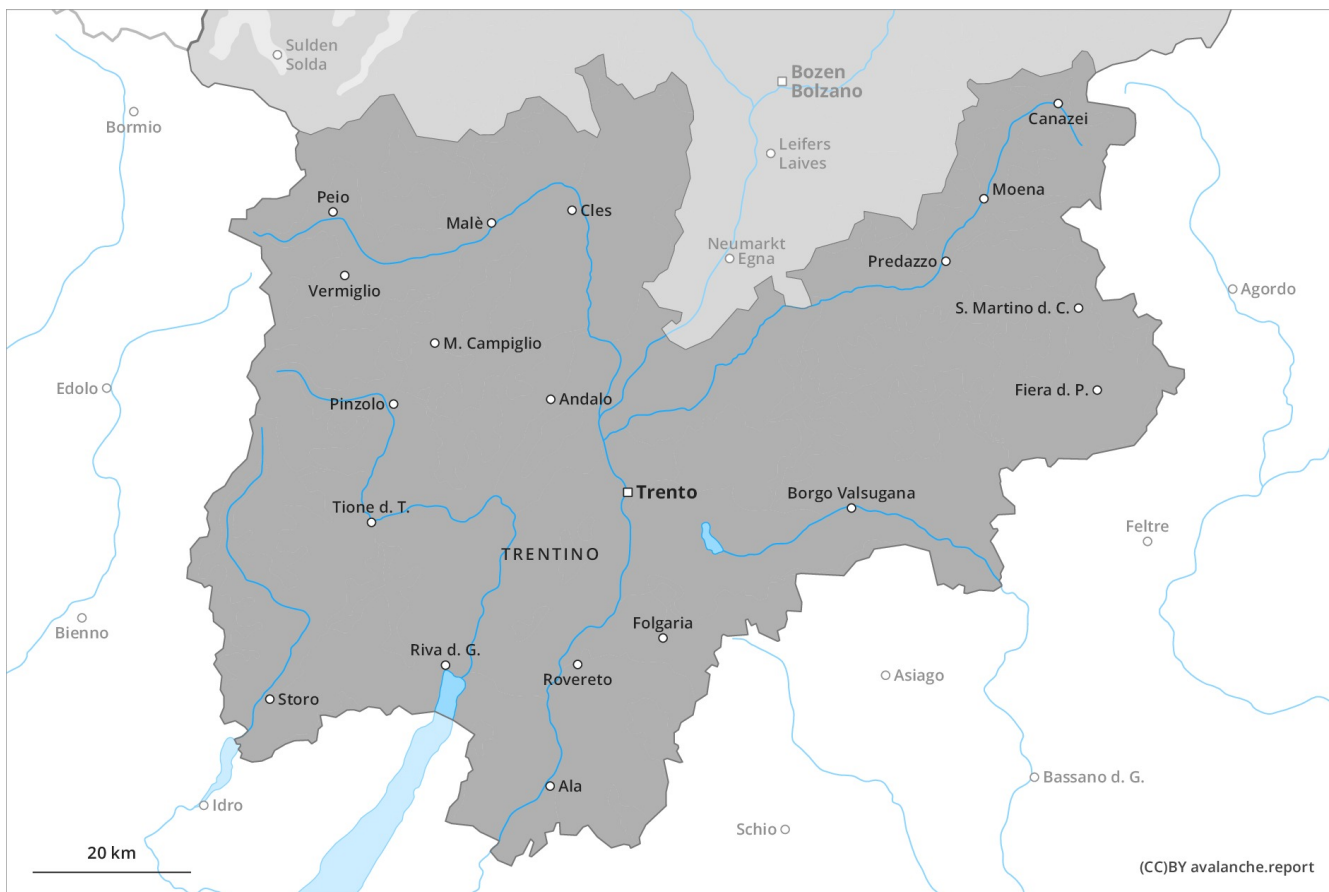 Sulden
Solda
Bozen
Bolzano
Bormio
Canazei
Leifers
Laives
Peio
Malè
Cles
Moena
Neumarkt
Egna
Predazzo
Vermiglio
Agordo
S. Martino d. C.
M. Campiglio
Edolo
Pinzolo
Andalo
Fiera d. P.
Trento
Borgo Valsugana
Tione d. T.
Feltre
TRENTINO
Bienno
Folgaria
Riva d. G.
Rovereto
Asiago
Storo
Ala
Bassano d. G.
Idro
Schio
20 km
(CC)BY avalanche.report